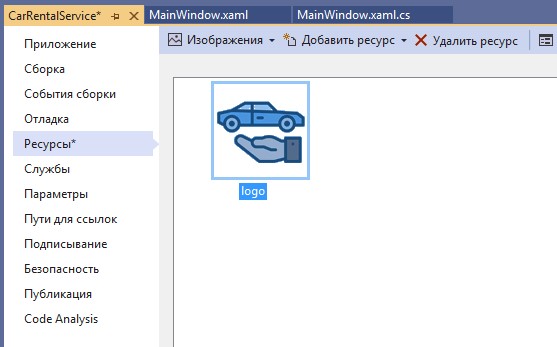 CarRentalService* MainWindow.xaml MainWindow.xaml.cs
Изображения Добавить ресурс Удалить ресурс
Приложение
Сборка
События сборки
Отладка
Ресурсы*
Службы
Параметры
Пути для ссылок
Подписывание
Безопасность
Публикация
Code Analysis
logo